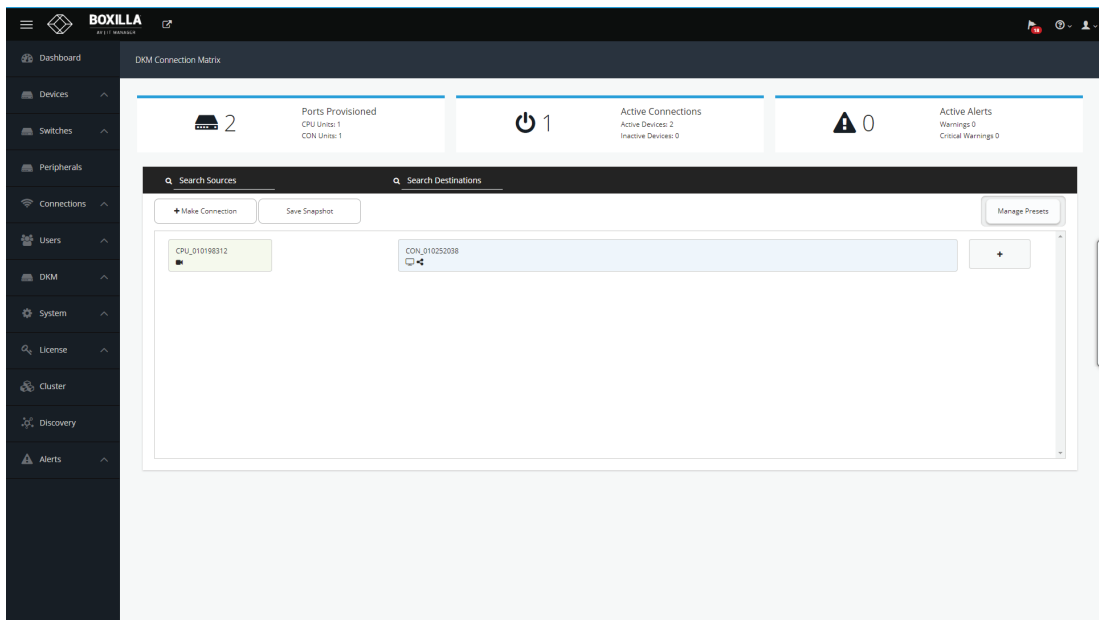 BOXILLA
AV | IT MANAGER
18
Dashboard
Devices
Switches
Peripherals
Connections
Users
DKM
System
License
Cluster
Discovery
Alerts
DKM Connection Matrix
2
Ports Provisioned
CPU Units: 1
CON Units: 1
1
Active Connections
Active Devices: 2
Inactive Devices: 0
0
Active Alerts
Warnings 0
Critical Warnings 0
Search Sources
Search Destinations
+ Make Connection
Save Snapshot
Manage Presets
CPU_010198312
CON_010252038
+